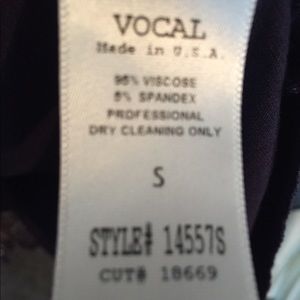 VOCAL
Made in U.S.A.
95% VISCOSE
5% SPANDEX
PROFESSIONAL
DRY CLEANING ONLY
S
STYLE# 14557S
CUT# 18669